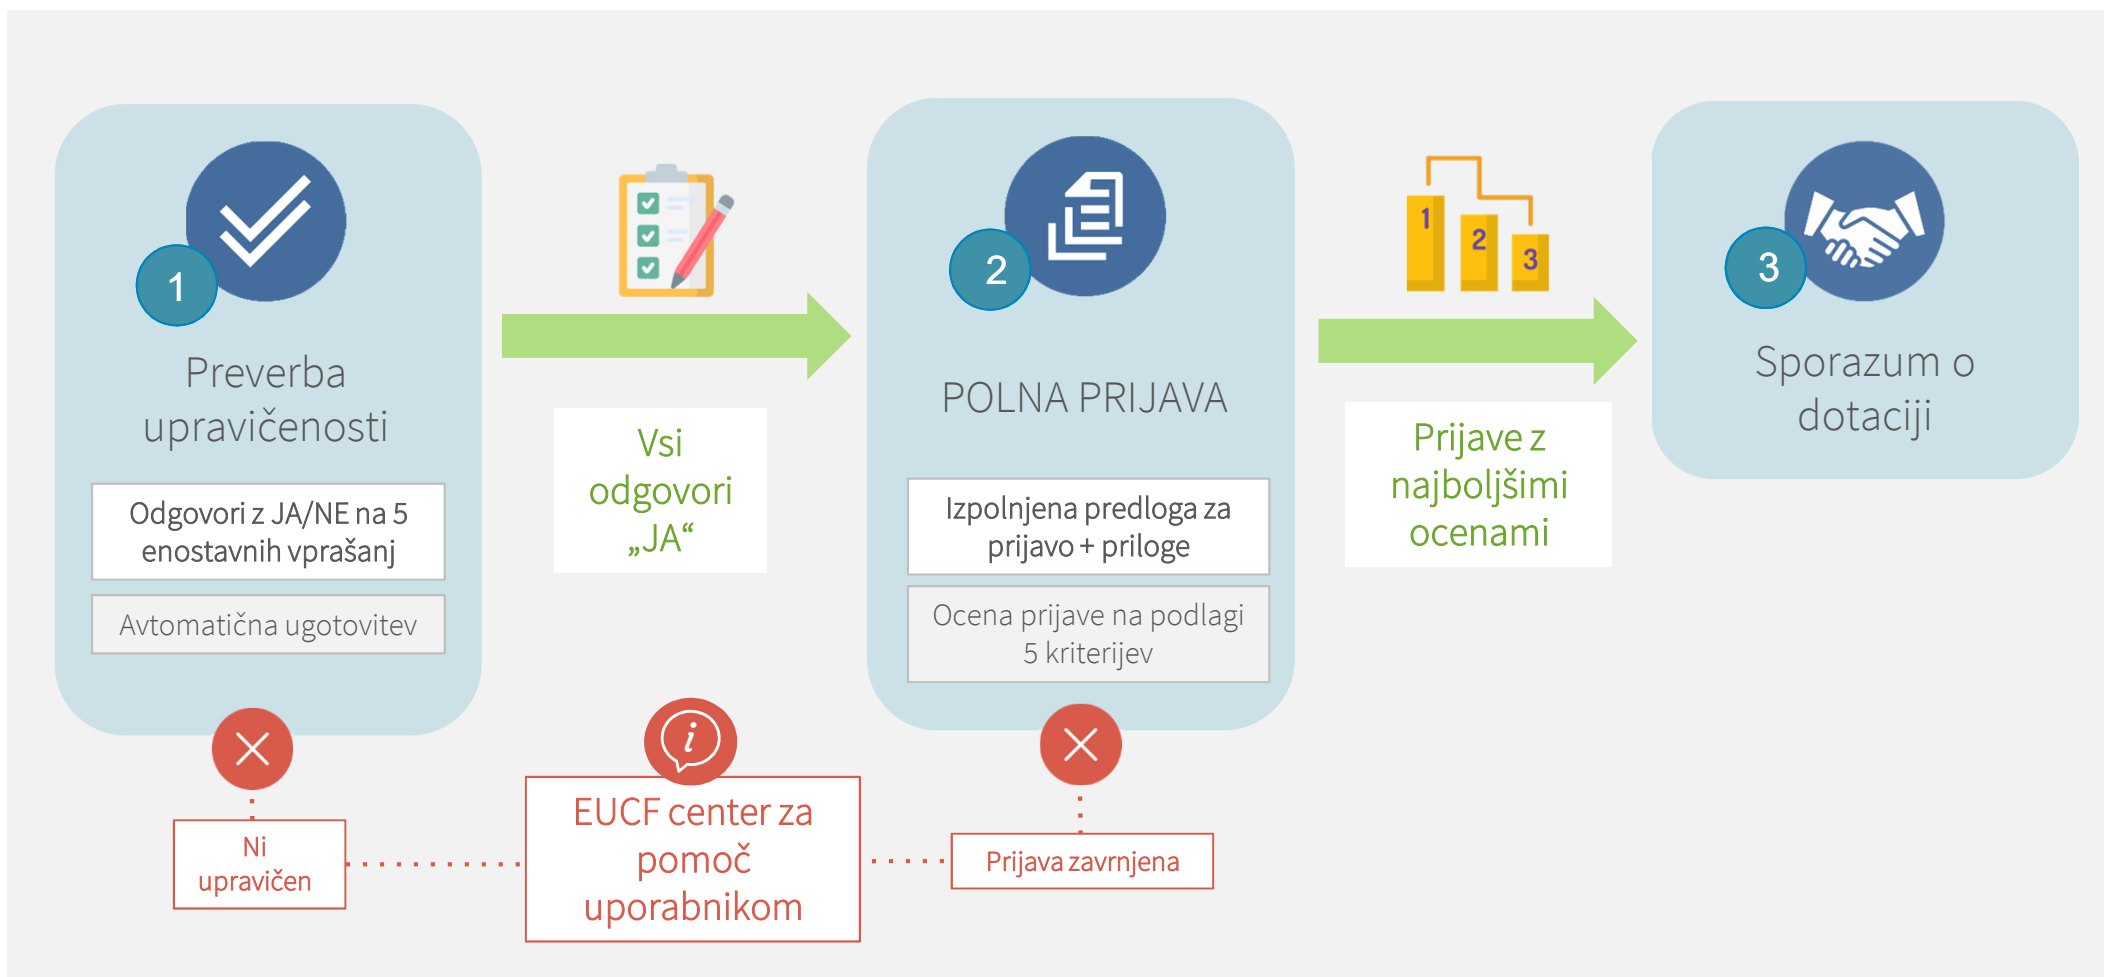 1
Preverba
upravičenosti
Odgovori z JA/NE na 5
enostavnih vprašanj
Avtomatična ugotovitev
Vsi
odgovori
„JA“
2
POLNA PRIJAVA
Izpolnjena predloga za
prijavo + priloge
Ocena prijave na podlagi
5 kriterijev
1
2
3
Prijave z
najboljšimi
ocenami
3
Sporazum o
dotaciji
Ni
upravičen
i
EUCF center za
pomoč
uporabnikom
Prijava zavrnjena